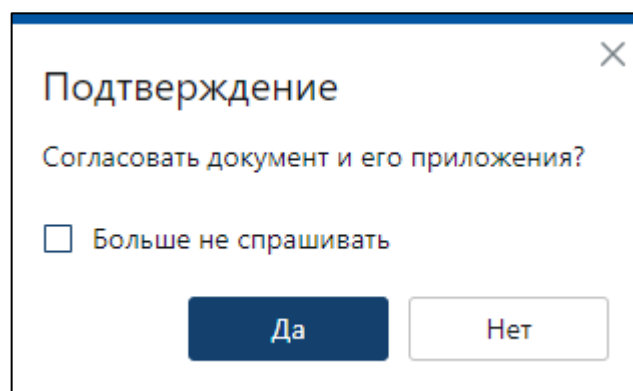 Подтверждение
Согласовать документ и его приложения?
Больше не спрашивать
Да Нет